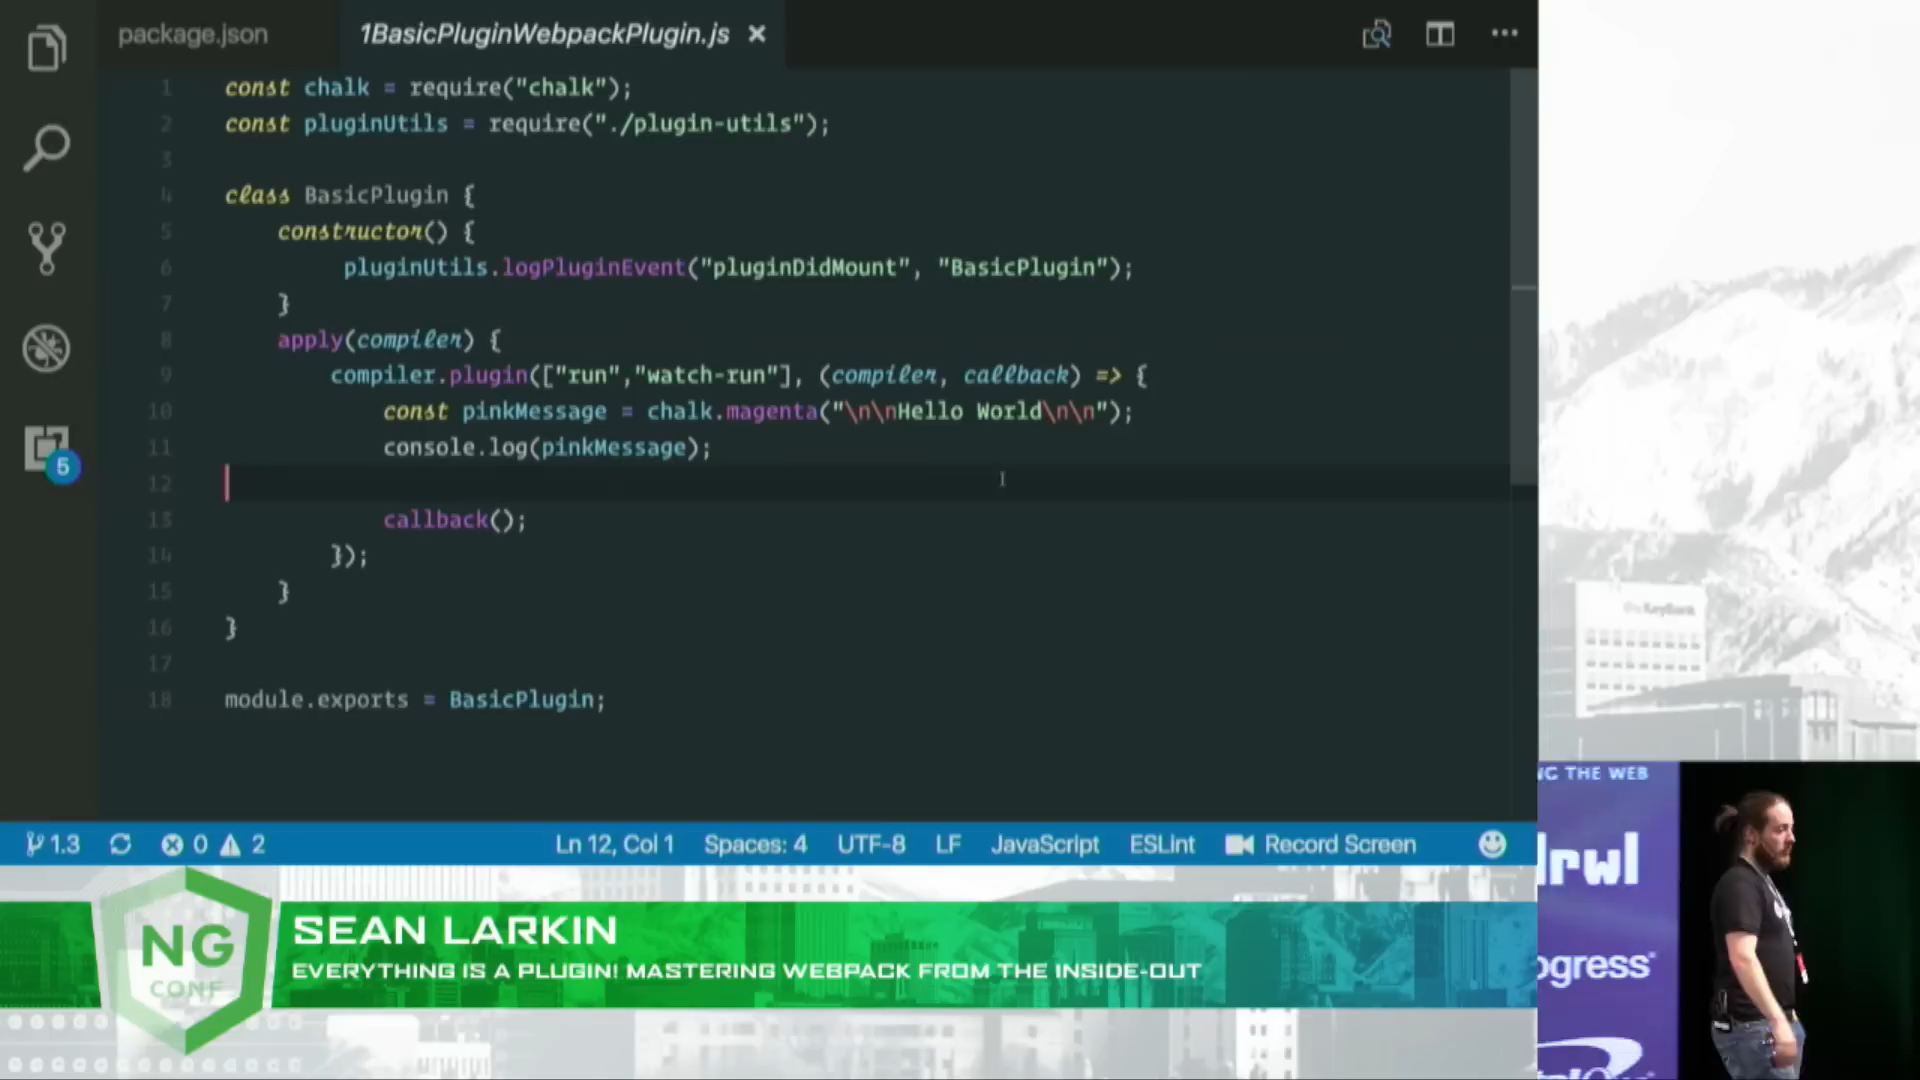 package.json
1BasicPluginWebpackPlugin.js ×
1 const chalk = require("chalk");
2 const pluginUtils = require("./plugin-utils");
3
4 class BasicPlugin {
5 constructor() {
6 pluginUtils.logPluginEvent("pluginDidMount", "BasicPlugin");
7 }
8 apply(compiler) {
9 compiler.plugin(["run","watch-run"], (compiler, callback) => {
10 const pinkMessage = chalk.magenta("\n\nHello World\n\n");
11 console.log(pinkMessage);
12
13 callback();
14 });
15 }
16 }
17
18 module.exports = BasicPlugin;
5
1.3 0 2 Ln 12, Col 1 Spaces: 4 UTF-8 LF JavaScript ESLint Record Screen
NG
CONF
SEAN LARKIN
EVERYTHING IS A PLUGIN! MASTERING WEBPACK FROM THE INSIDE-OUT
KeyBank
THE WEB
ogress